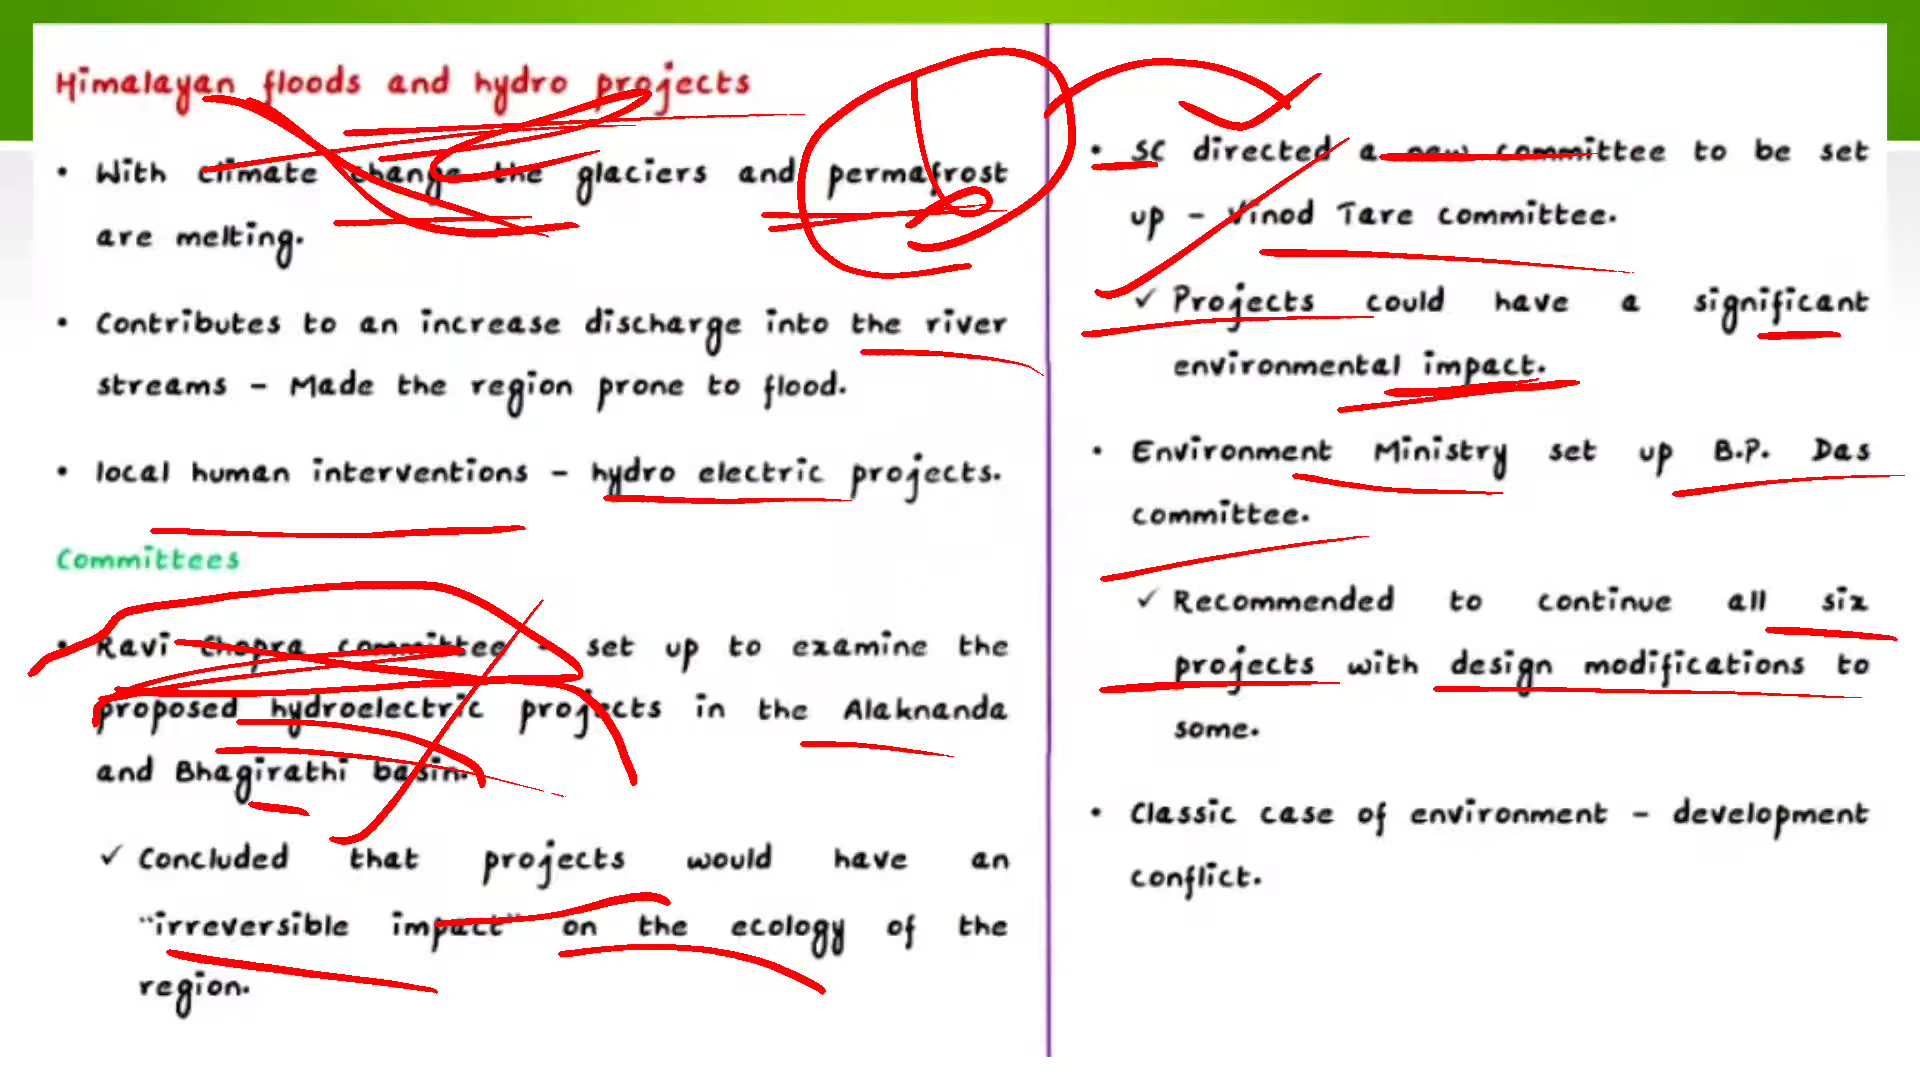 Himalayan floods and hydro projects
• With climate change the glaciers and permafrost
are melting.
• Contributes to an increase discharge into the river
streams – Made the region prone to flood.
• local human interventions – hydro electric projects.
Committees
• Ravi Chopra committee – set up to examine the
proposed hydroelectric projects in the Alaknanda
and Bhagirathi basin.
✓ Concluded that projects would have an
"irreversible impact" on the ecology of the
region.
• SC directed a new committee to be set
up – Vinod Tare committee.
✓ Projects could have a significant
environmental impact.
• Environment Ministry set up B.P. Das
committee.
✓ Recommended to continue all six
projects with design modifications to
some.
• Classic case of environment – development
conflict.